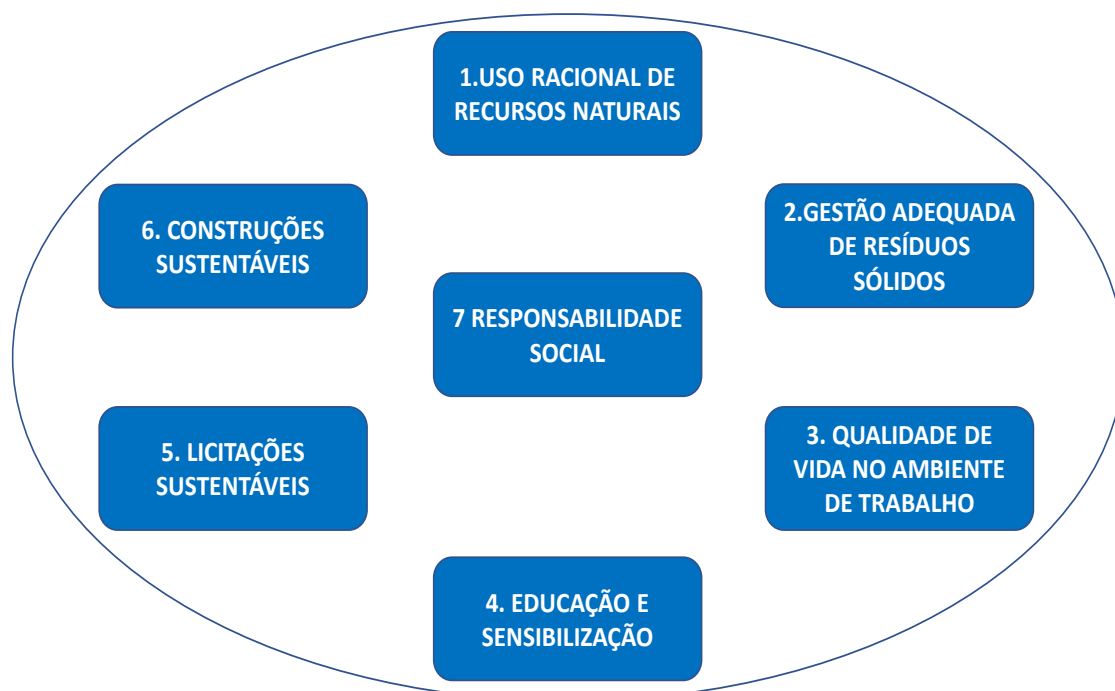 1.USO RACIONAL DE
RECURSOS NATURAIS
2.GESTÃO ADEQUADA
DE RESÍDUOS
SÓLIDOS
3. QUALIDADE DE
VIDA NO AMBIENTE
DE TRABALHO
4. EDUCAÇÃO E
SENSIBILIZAÇÃO
5. LICITAÇÕES
SUSTENTÁVEIS
6. CONSTRUÇÕES
SUSTENTÁVEIS
7 RESPONSABILIDADE
SOCIAL